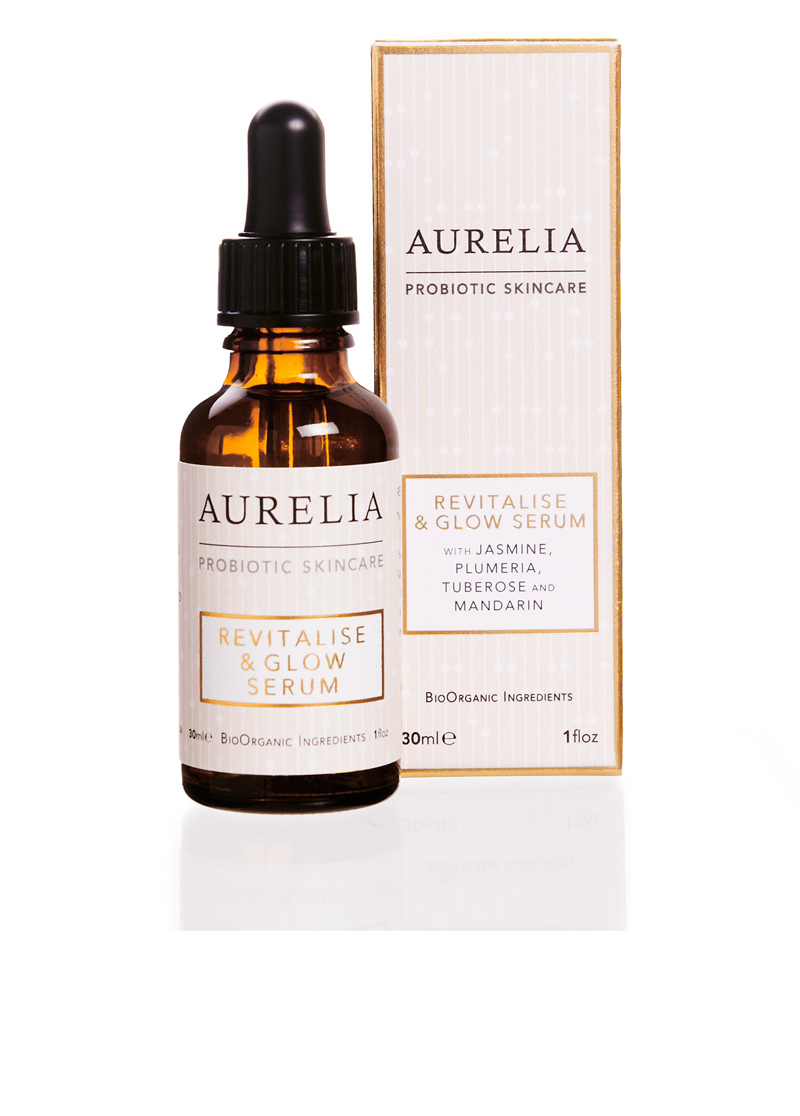 AURELIA
PROBIOTIC SKINCARE
REVITALISE
& GLOW
SERUM
30ml℮ BIOORGANIC INGREDIENTS 1floz
AURELIA
PROBIOTIC SKINCARE
REVITALISE
& GLOW SERUM
WITH JASMINE,
PLUMERIA,
TUBEROSE AND
MANDARIN
BIOORGANIC INGREDIENTS
30ml℮ 1floz